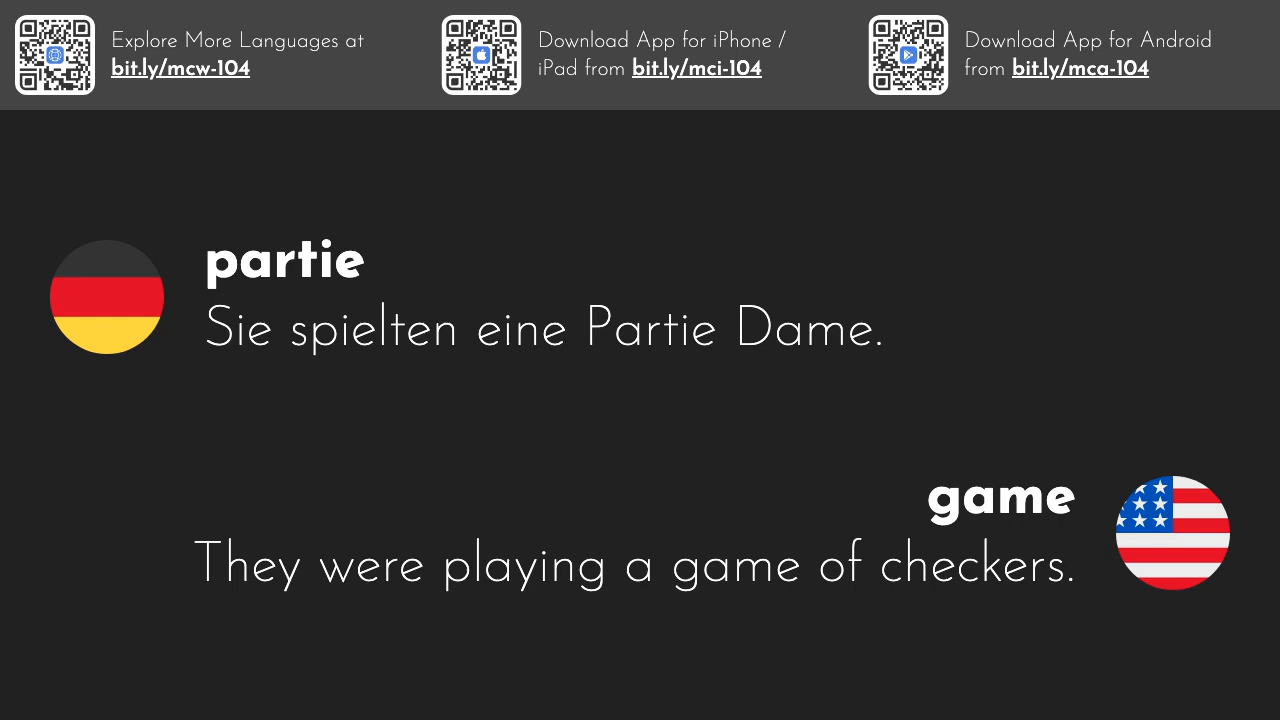 Explore More Languages at
bit.ly/mcw-104
Download App for iPhone /
iPad from bit.ly/mci-104
Download App for Android
from bit.ly/mca-104
partie
Sie spielten eine Partie Dame.
game
They were playing a game of checkers.